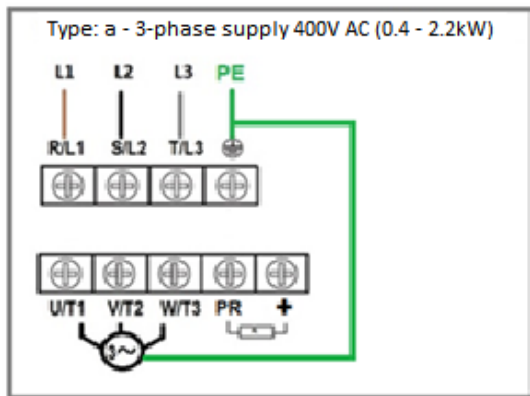 Type: a - 3-phase supply 400V AC (0.4 - 2.2kW)
L1 L2 L3 PE
R/L1 S/L2 T/L3
U/T1 V/T2 W/T3 PR +
3~